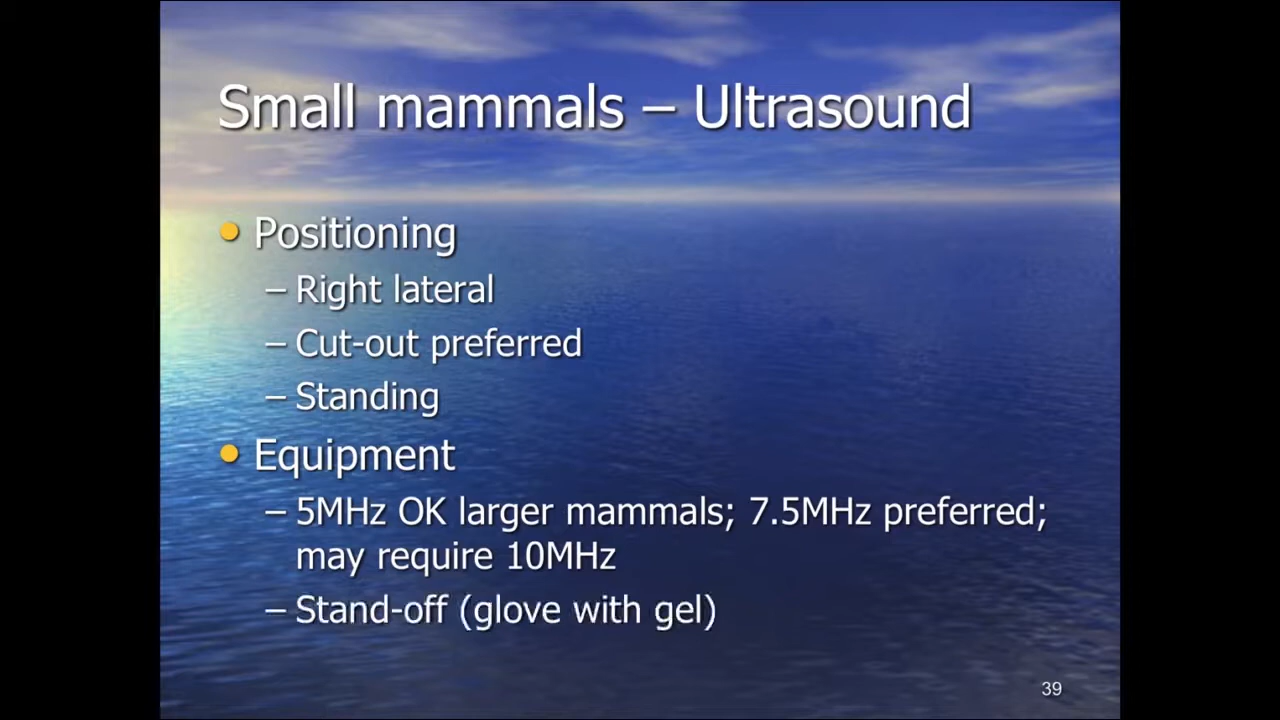 Small mammals – Ultrasound
• Positioning
– Right lateral
– Cut-out preferred
– Standing
• Equipment
– 5MHz OK larger mammals; 7.5MHz preferred;
may require 10MHz
– Stand-off (glove with gel)
39